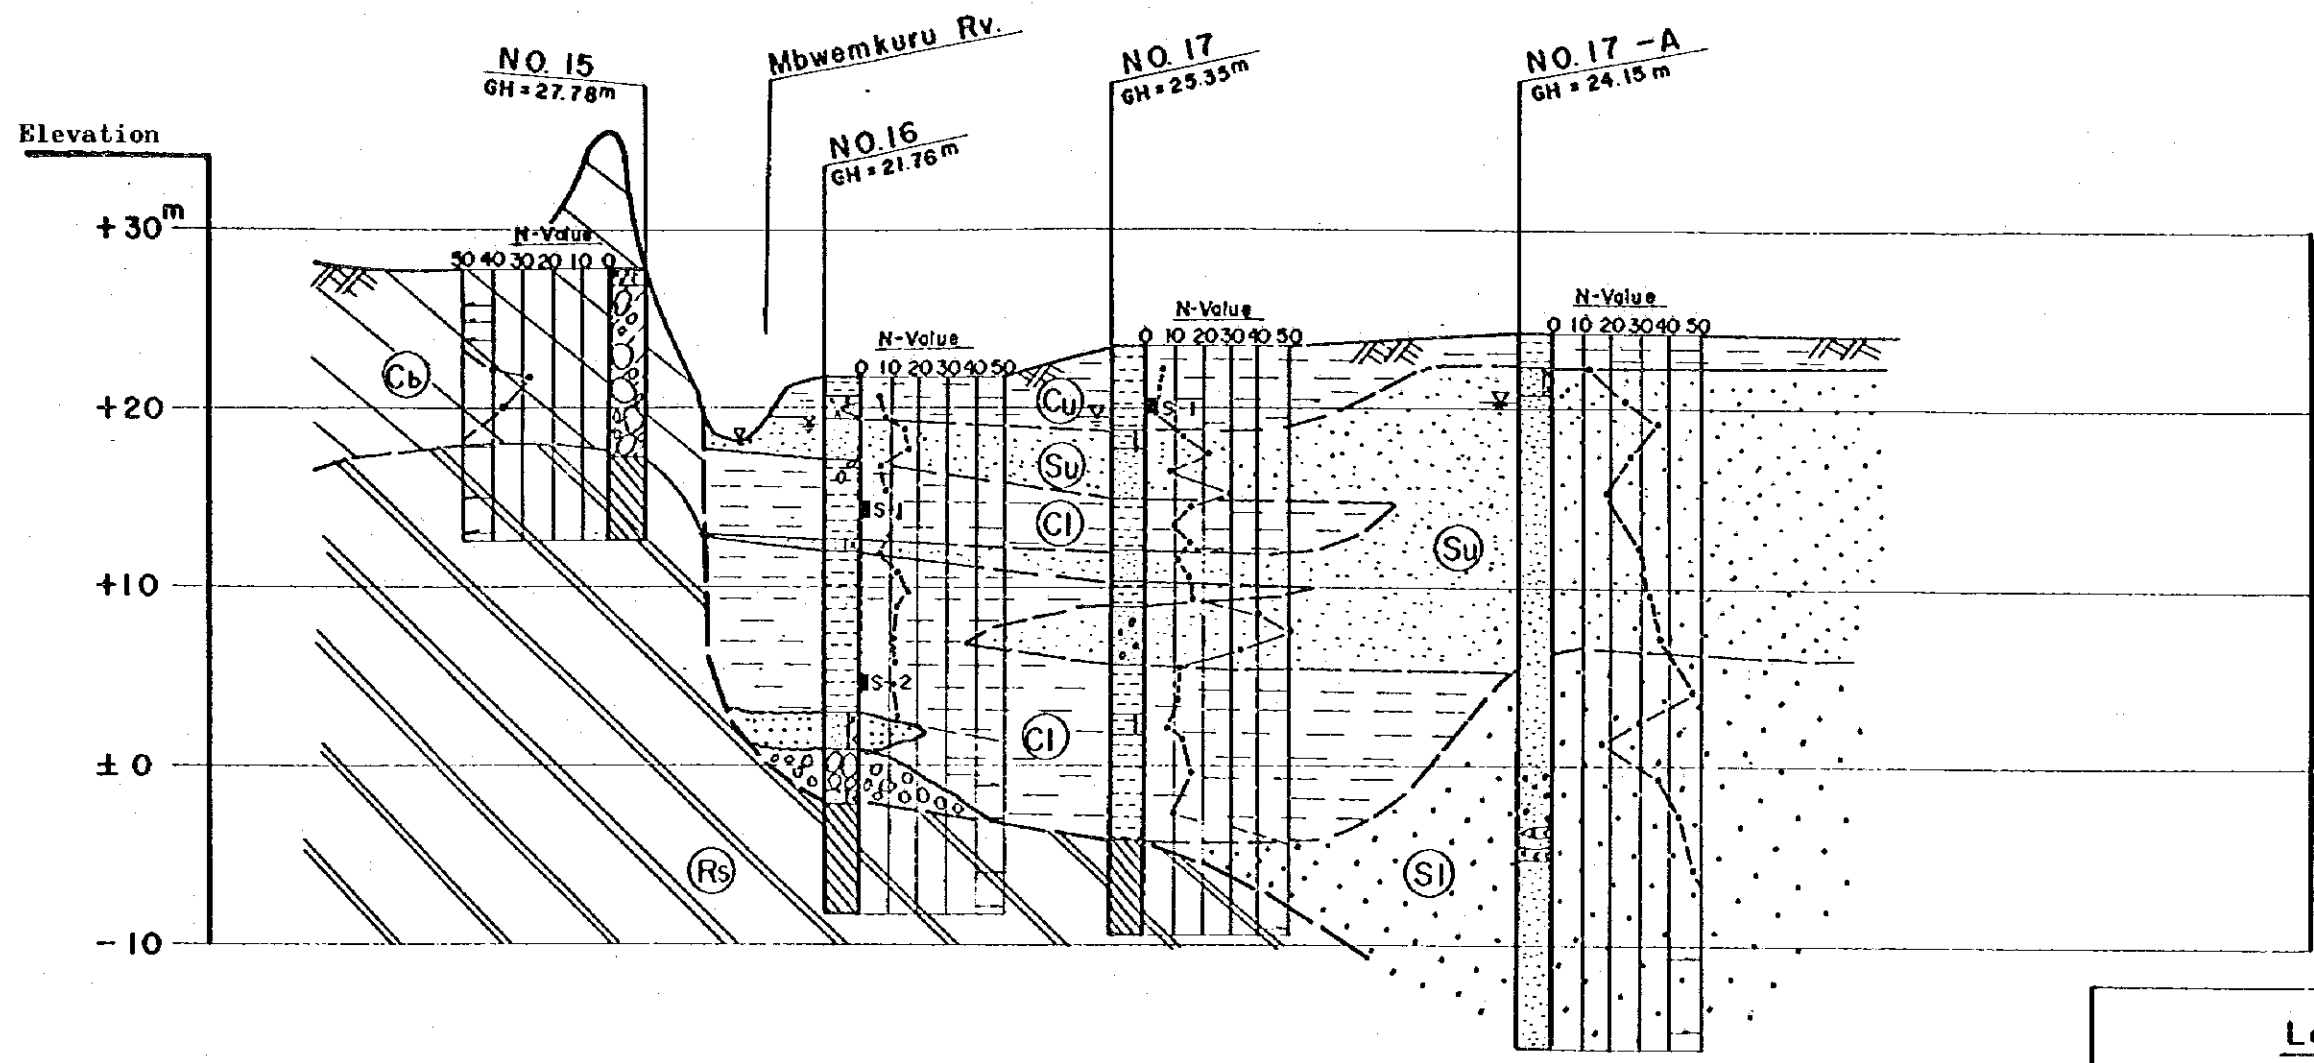 NO. 15
GH = 27.78m
Mbwemkuru Rv.
NO. 17
GH = 25.35m
NO. 17 -A
GH = 24.15 m
Elevation
NO. 16
GH = 21.76 m
+ 30 m
N-Value
50 40 30 20 10 0
N-Value
0 10 20 30 40 50
N-Value
0 10 20 30 40 50
N-Value
0 10 20 30 40 50
Cb
Cu
S-1
+ 20
Su
S-1
Cl
Su
+ 10
S-2
Cl
± 0
Rs
Sl
- 10